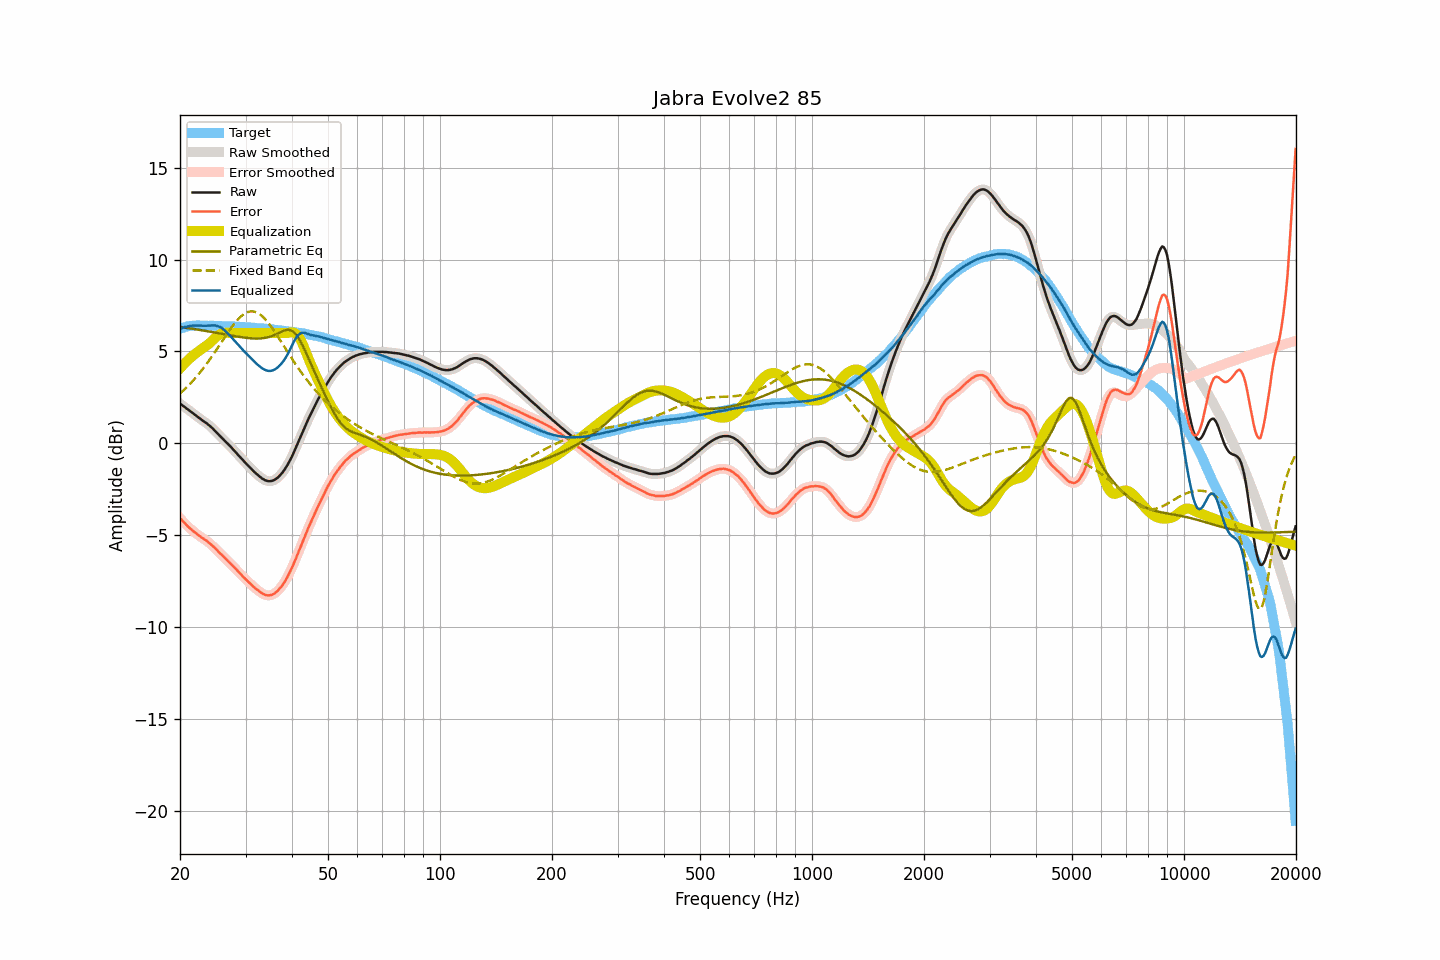 Jabra Evolve2 85
Target
Raw Smoothed
Error Smoothed
Raw
Error
Equalization
Parametric Eq
Fixed Band Eq
Equalized
15
10
5
0
−5
−10
−15
−20
Amplitude (dBr)
20 50 100 200 500 1000 2000 5000 10000 20000
Frequency (Hz)